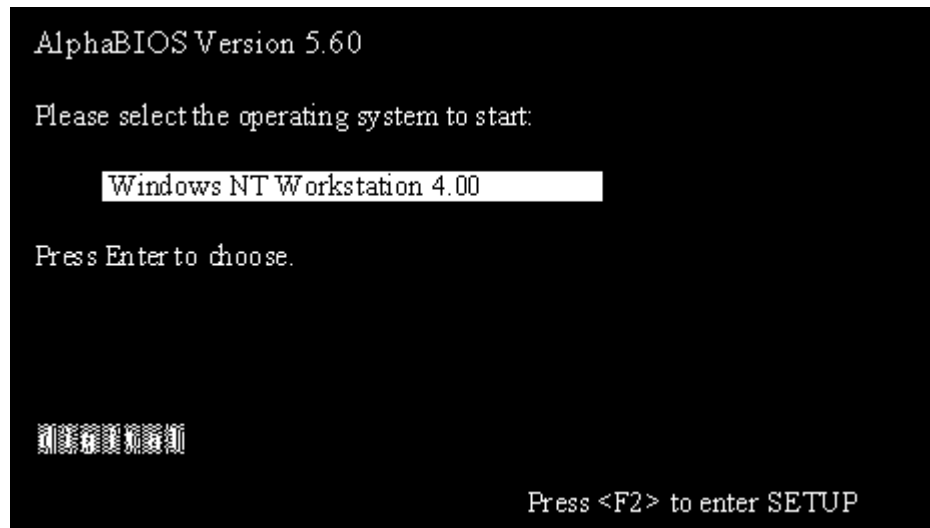 AlphaBIOS Version 5.60
Please select the operating system to start:
Windows NT Workstation 4.00
Press Enter to choose.
digital
Press <F2> to enter SETUP